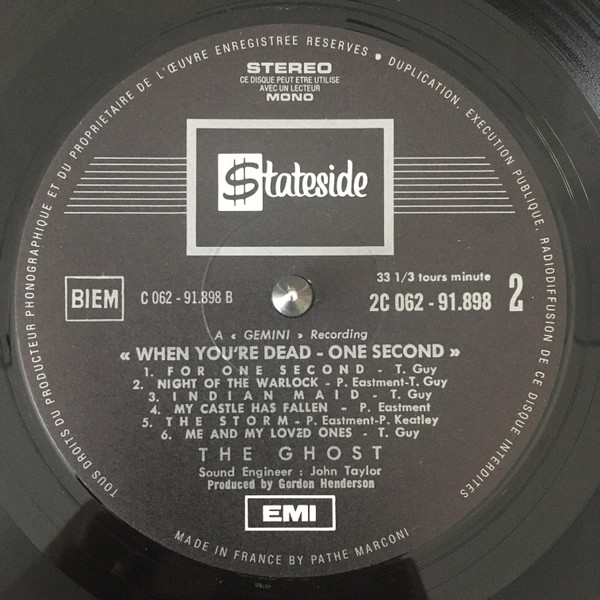 TOUS DROITS DU PRODUCTEUR PHONOGRAPHIQUE ET DU PROPRIETAIRE DE L'ŒUVRE ENREGISTREE RESERVES • DUPLICATION, EXECUTION PUBLIQUE, RADIODIFFUSION DE CE DISQUE INTERDITES
STEREO
CE DISQUE PEUT ETRE UTILISE
AVEC UN LECTEUR
MONO
$tateside
BIEM
C 062 - 91.898 B
33 1/3 tours minute
2C 062 - 91.898
2
A « GEMINI » Recording
« WHEN YOU'RE DEAD - ONE SECOND »
1. FOR ONE SECOND - T. Guy
2. NIGHT OF THE WARLOCK - P. Eastment-T. Guy
3. INDIAN MAID - T. Guy
4. MY CASTLE HAS FALLEN - P. Eastment
5. THE STORM - P. Eastment-P. Keatley
6. ME AND MY LOVED ONES - T. Guy
THE GHOST
Sound Engineer : John Taylor
Produced by Gordon Henderson
EMI
MADE IN FRANCE BY PATHE MARCONI